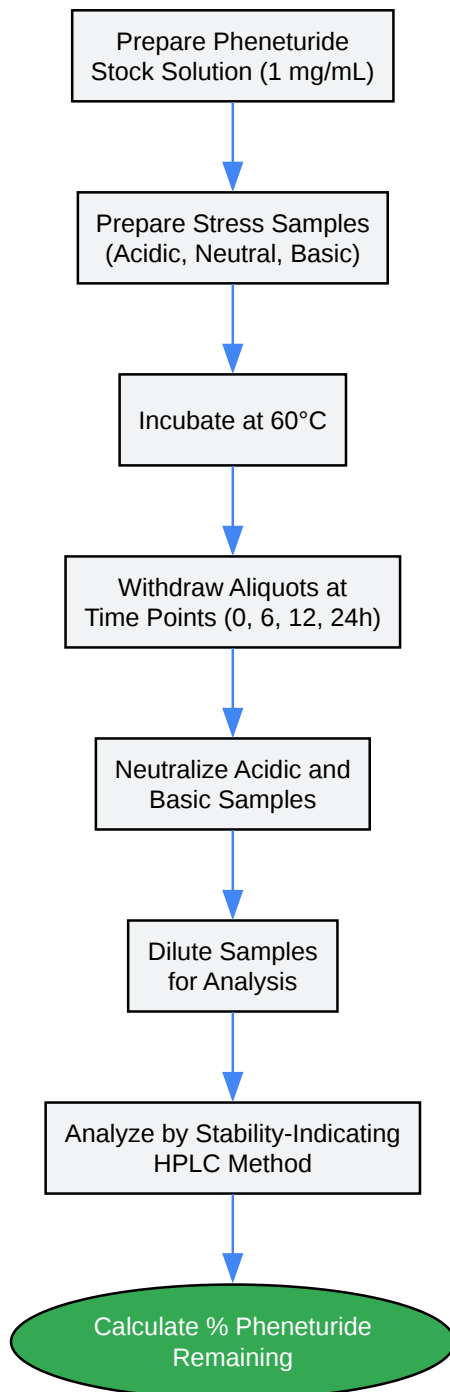 Prepare Pheneturide
Stock Solution (1 mg/mL)
Prepare Stress Samples
(Acidic, Neutral, Basic)
Incubate at 60°C
Withdraw Aliquots at
Time Points (0, 6, 12, 24h)
Neutralize Acidic and
Basic Samples
Dilute Samples
for Analysis
Analyze by Stability-Indicating
HPLC Method
Calculate % Pheneturide
Remaining